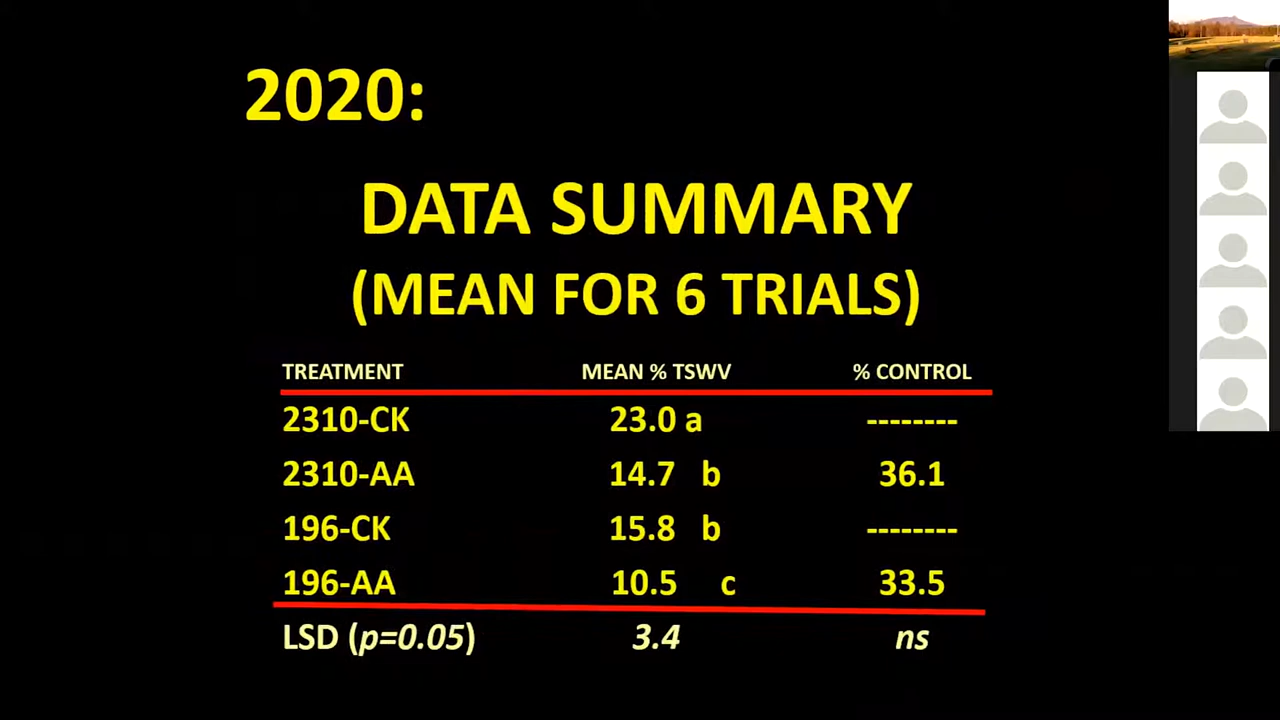 2020:
DATA SUMMARY
(MEAN FOR 6 TRIALS)
TREATMENT MEAN % TSWV % CONTROL
2310-CK 23.0 a --------
2310-AA 14.7 b 36.1
196-CK 15.8 b --------
196-AA 10.5 c 33.5
LSD (p=0.05) 3.4 ns